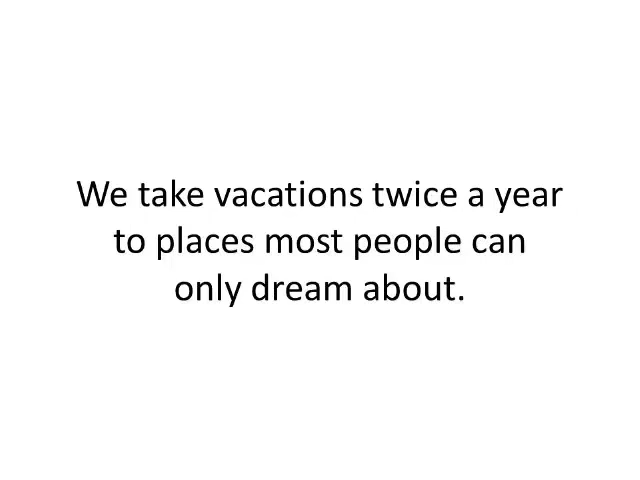 We take vacations twice a year
to places most people can
only dream about.